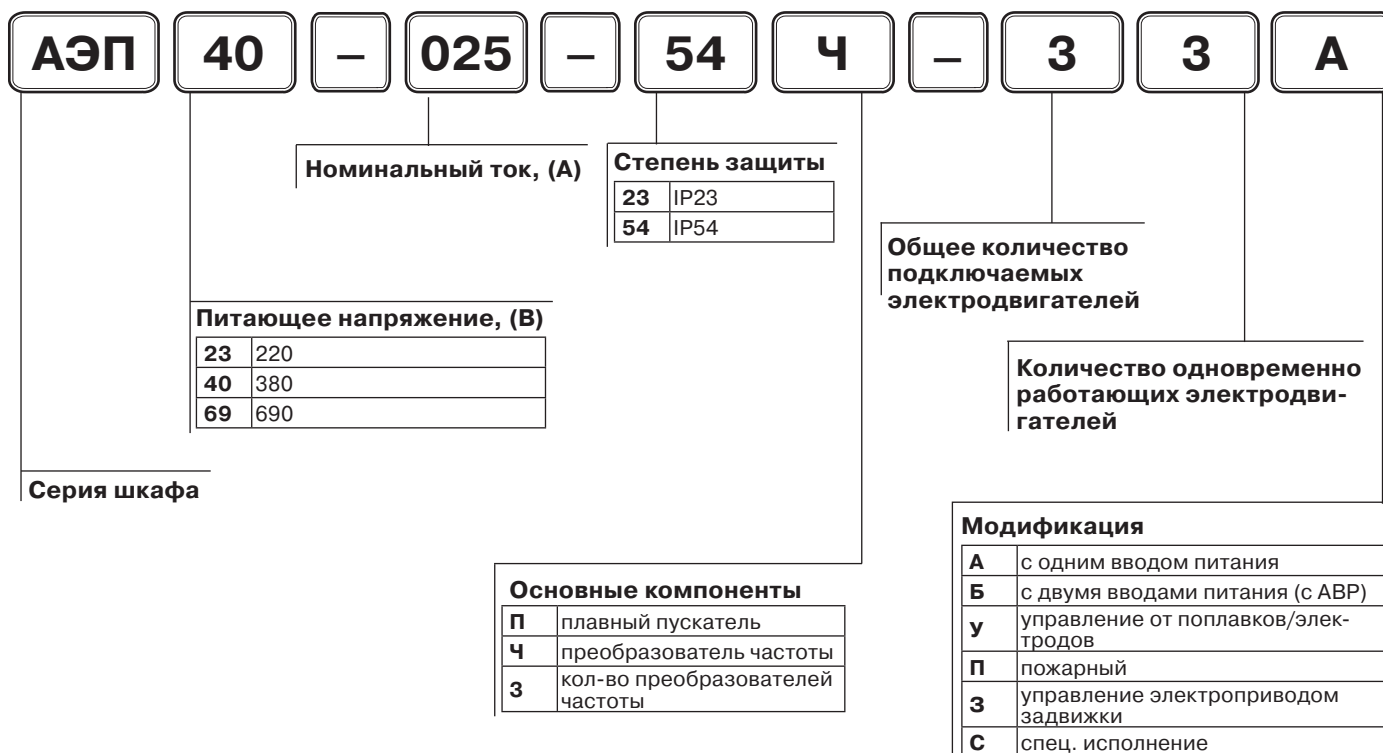 АЭП 40 – 025 – 54 Ч – 3 3 А
Номинальный ток, (А)
Степень защиты
23 IP23
54 IP54
Общее количество
подключаемых
электродвигателей
Питающее напряжение, (В)
23 220
40 380
69 690
Количество одновременно
работающих электродви-
гателей
Серия шкафа
Основные компоненты
П плавный пускатель
Ч преобразователь частоты
3 кол-во преобразователей
частоты
Модификация
А с одним вводом питания
Б с двумя вводами питания (с АВР)
У управление от поплавков/элек-
тродов
П пожарный
З управление электроприводом
задвижки
С спец. исполнение